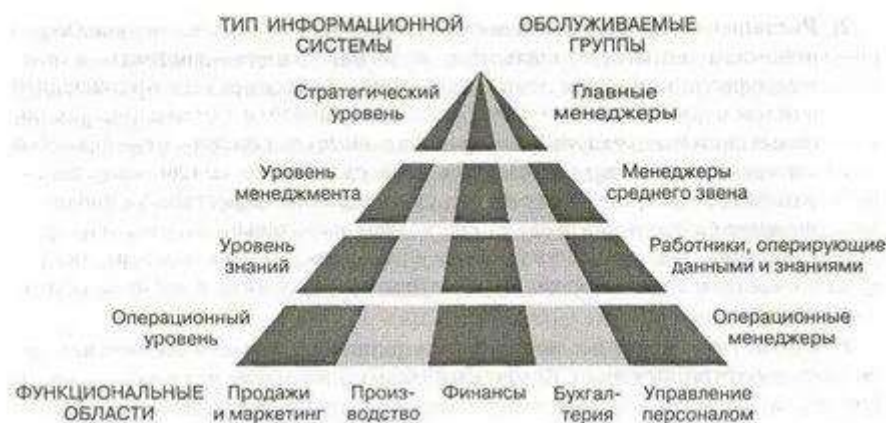 ТИП ИНФОРМАЦИОННОЙ
СИСТЕМЫ
ОБСЛУЖИВАЕМЫЕ
ГРУППЫ
Стратегический
уровень
Главные
менеджеры
Уровень
менеджмента
Менеджеры
среднего звена
Уровень
знаний
Работники, оперирующие
данными и знаниями
Операционный
уровень
Операционные
менеджеры
ФУНКЦИОНАЛЬНЫЕ
ОБЛАСТИ
Продажи
и маркетинг
Произ-
водство
Финансы
Бухгал-
терия
Управление
персоналом